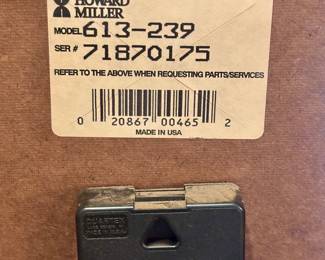 HOWARD
MILLER
MODEL 613-239
SER# 71870175
REFER TO THE ABOVE WHEN REQUESTING PARTS/SERVICES
0 20867 00465 2
MADE IN USA
QUARTEX